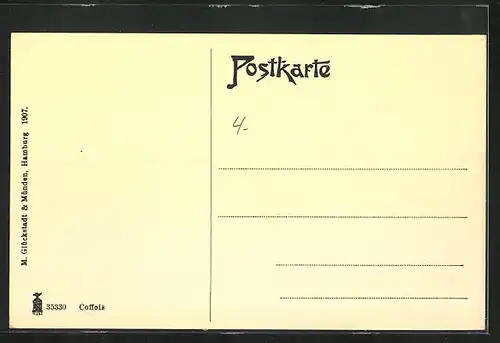 Postkarte
4-
M. Glückstadt & Münden, Hamburg 1907.
35330 Coffeis